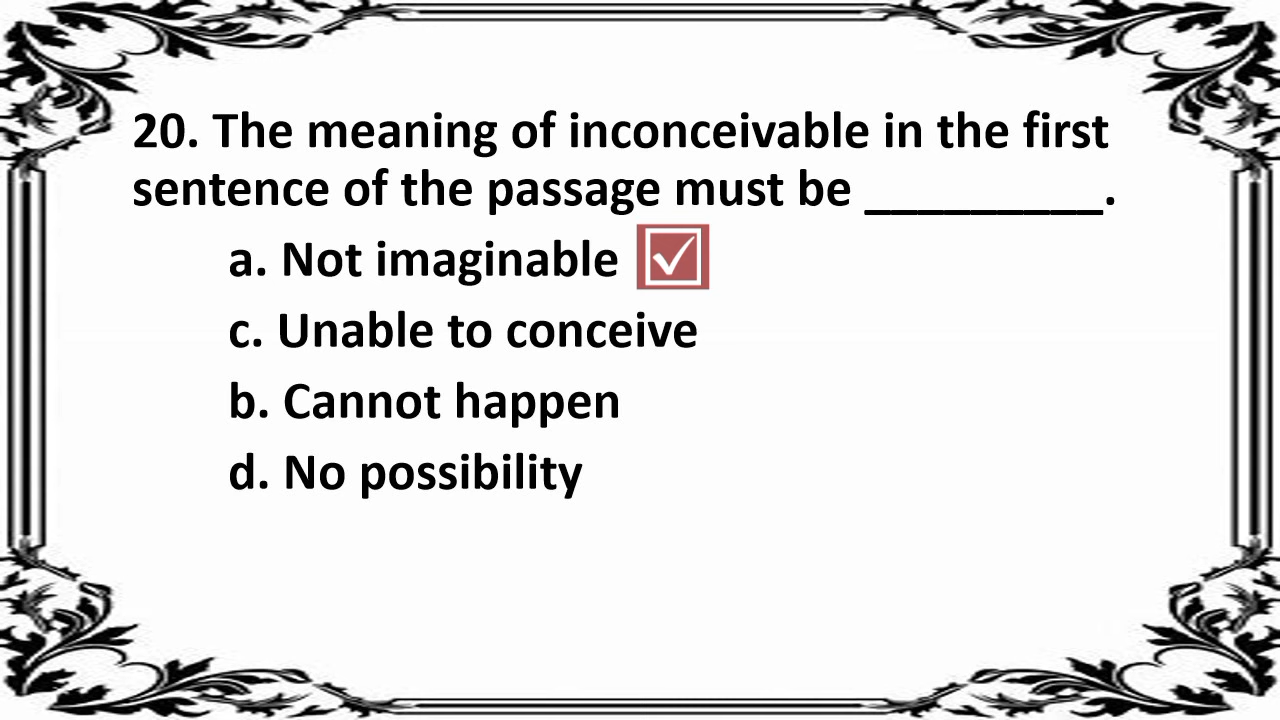 20. The meaning of inconceivable in the first
sentence of the passage must be _________.
a. Not imaginable
c. Unable to conceive
b. Cannot happen
d. No possibility